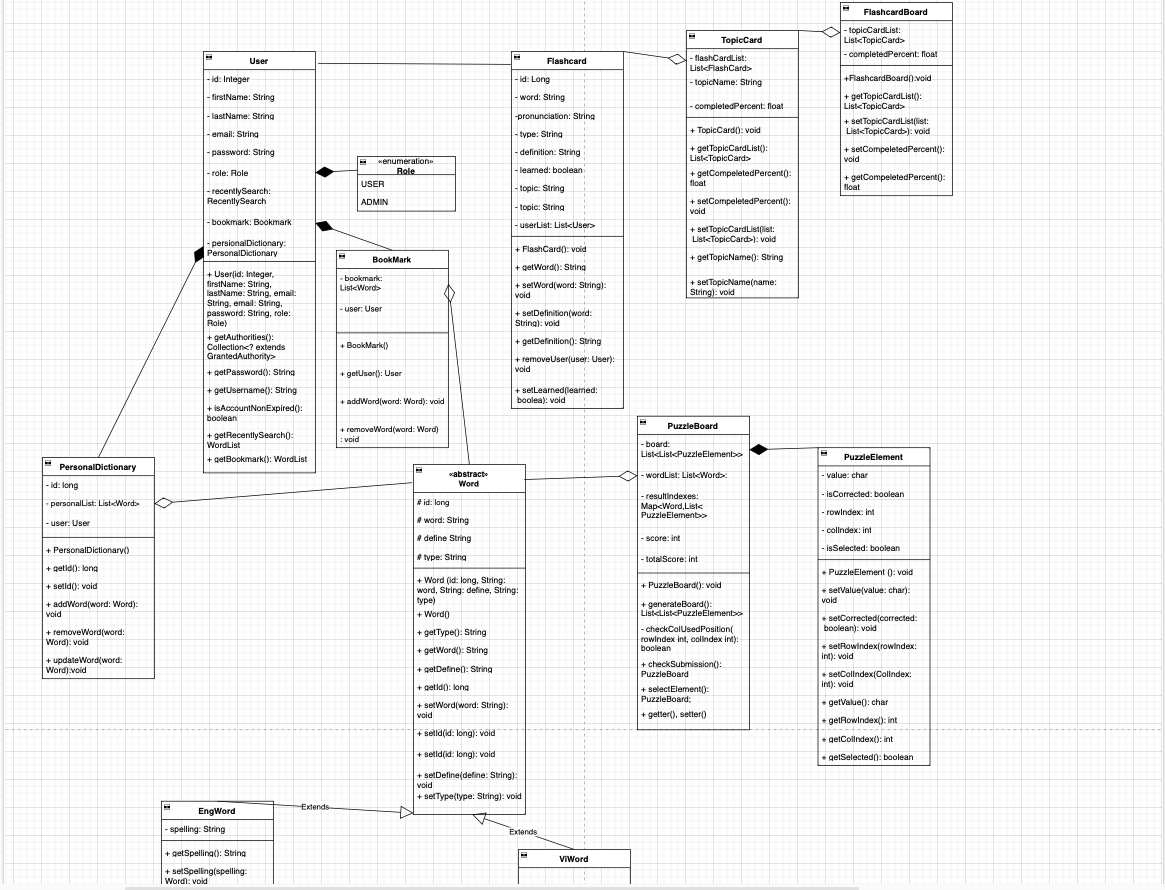 FlashcardBoard
- topicCardList:
List<TopicCard>
- completedPercent: float
+FlashcardBoard():void
+ getTopicCardList():
List<TopicCard>
+ setTopicCardList(list:
List<TopicCard>): void
+ setCompeletedPercent():
void
+ getCompeletedPercent():
float
TopicCard
- flashCardList:
List<FlashCard>
- topicName: String
- completedPercent: float
+ TopicCard(): void
+ getTopicCardList():
List<TopicCard>
+ getCompeletedPercent():
float
+ setCompeletedPercent():
void
+ setTopicCardList(list:
List<TopicCard>): void
+ getTopicName(): String
+ setTopicName(name:
String): void
User
- id: Integer
- firstName: String
- lastName: String
- email: String
- password: String
- role: Role
- recentlySearch:
RecentlySearch
- bookmark: Bookmark
- persionalDictionary:
PersonalDictionary
+ User(id: Integer,
firstName: String,
lastName: String, email:
String, email: String,
password: String, role:
Role)
+ getAuthorities():
Collection<? extends
GrantedAuthority>
+ getPassword(): String
+ getUsername(): String
+ isAccountNonExpired():
boolean
+ getRecentlySearch():
WordList
+ getBookmark(): WordList
«enumeration»
Role
USER
ADMIN
Flashcard
- id: Long
- word: String
-pronunciation: String
- type: String
- definition: String
- learned: boolean
- topic: String
- topic: String
- userList: List<User>
+ FlashCard(): void
+ getWord(): String
+ setWord(word: String):
void
+ setDefinition(word:
String): void
+ getDefinition(): String
+ removeUser(user: User):
void
+ setLearned(learned:
boolea): void
BookMark
- bookmark:
List<Word>
- user: User
+ BookMark()
+ getUser(): User
+ addWord(word: Word): void
+ removeWord(word: Word)
: void
PersonalDictionary
- id: long
- personalList: List<Word>
- user: User
+ PersonalDictionary()
+ getId(): long
+ setId(): void
+ addWord(word: Word):
void
+ removeWord(word:
Word): void
+ updateWord(word:
Word):void
«abstract»
Word
# id: long
# word: String
# define String
# type: String
+ Word (id: long, String:
word, String: define, String:
type)
+ Word()
+ getType(): String
+ getWord(): String
+ getDefine(): String
+ getId(): long
+ setWord(word: String):
void
+ setId(id: long): void
+ setId(id: long): void
+ setDefine(define: String):
void
+ setType(type: String): void
PuzzleBoard
- board:
List<List<PuzzleElement>>
- wordList: List<Word>:
- resultIndexes:
Map<Word,List<
PuzzleElement>>
- score: int
- totalScore: int
+ PuzzleBoard(): void
+ generateBoard():
List<List<PuzzleElement>>
- checkColUsedPosition(
rowIndex int, colIndex int):
boolean
+ checkSubmission():
PuzzleBoard
+ selectElement():
PuzzleBoard;
+ getter(), setter()
PuzzleElement
- value: char
- isCorrected: boolean
- rowIndex: int
- colIndex: int
- isSelected: boolean
+ PuzzleElement (): void
+ setValue(value: char):
void
+ setCorrected(corrected:
boolean): void
+ setRowIndex(rowIndex:
int): void
+ setColIndex(ColIndex:
int): void
+ getValue(): char
+ getRowIndex(): int
+ getColIndex(): int
+ getSelected(): boolean
EngWord
- spelling: String
+ getSpelling(): String
+ setSpelling(spelling:
Word): void
Extends
Extends
ViWord